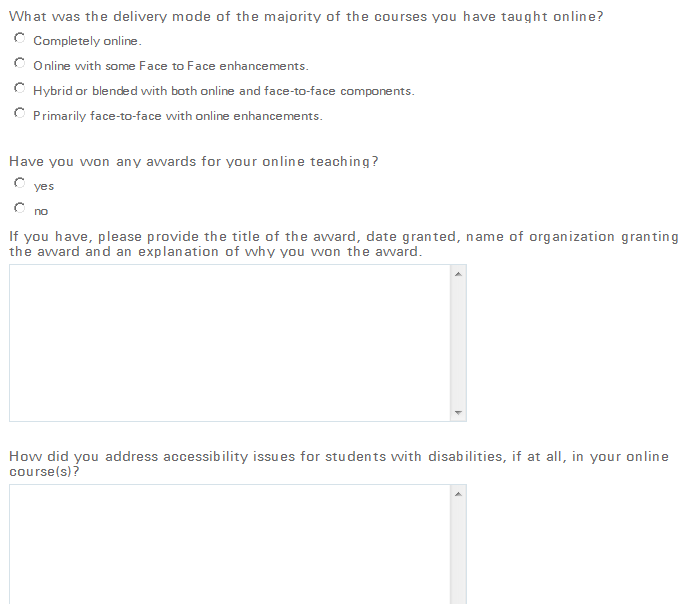 What was the delivery mode of the majority of the courses you have taught online?
Completely online.
Online with some Face to Face enhancements.
Hybrid or blended with both online and face-to-face components.
Primarily face-to-face with online enhancements.
Have you won any awards for your online teaching?
yes
no
If you have, please provide the title of the award, date granted, name of organization granting
the award and an explanation of why you won the award.
How did you address accessibility issues for students with disabilities, if at all, in your online
course(s)?